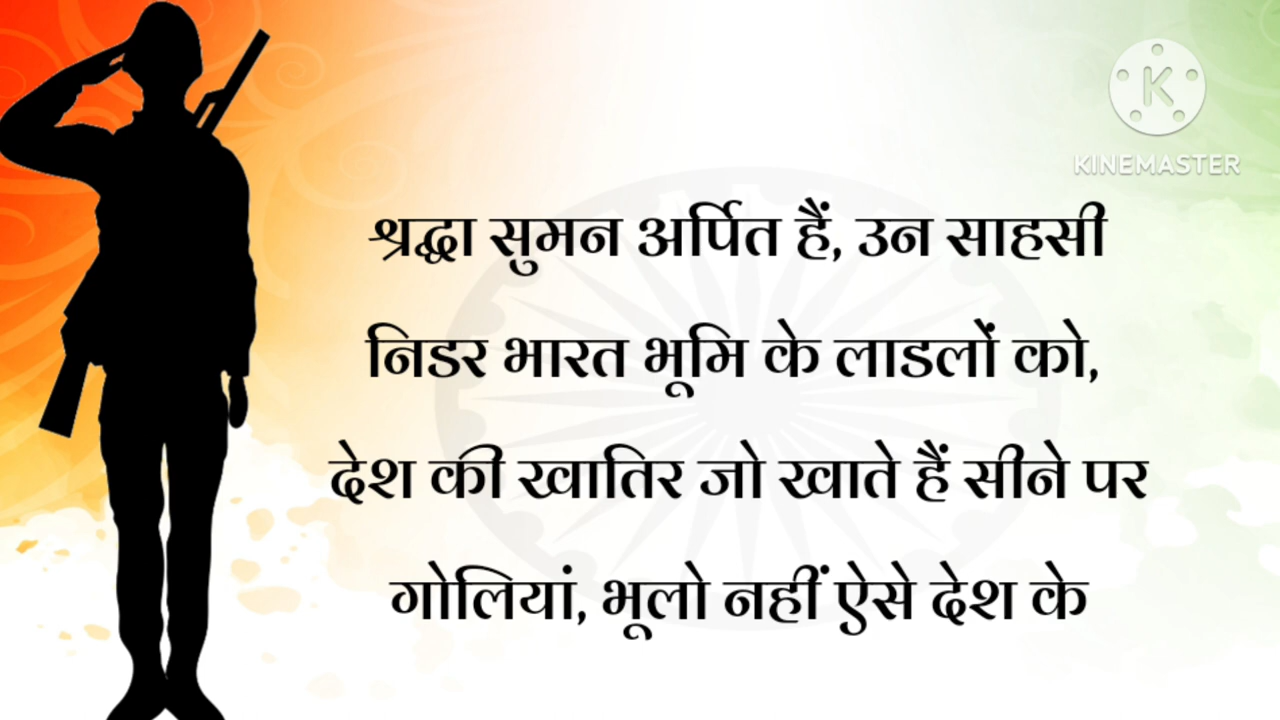 K
KINEMASTER
श्रद्धा सुमन अर्पित हैं, उन साहसी
निडर भारत भूमि के लाडलों को,
देश की खातिर जो खाते हैं सीने पर
गोलियां, भूलो नहीं ऐसे देश के